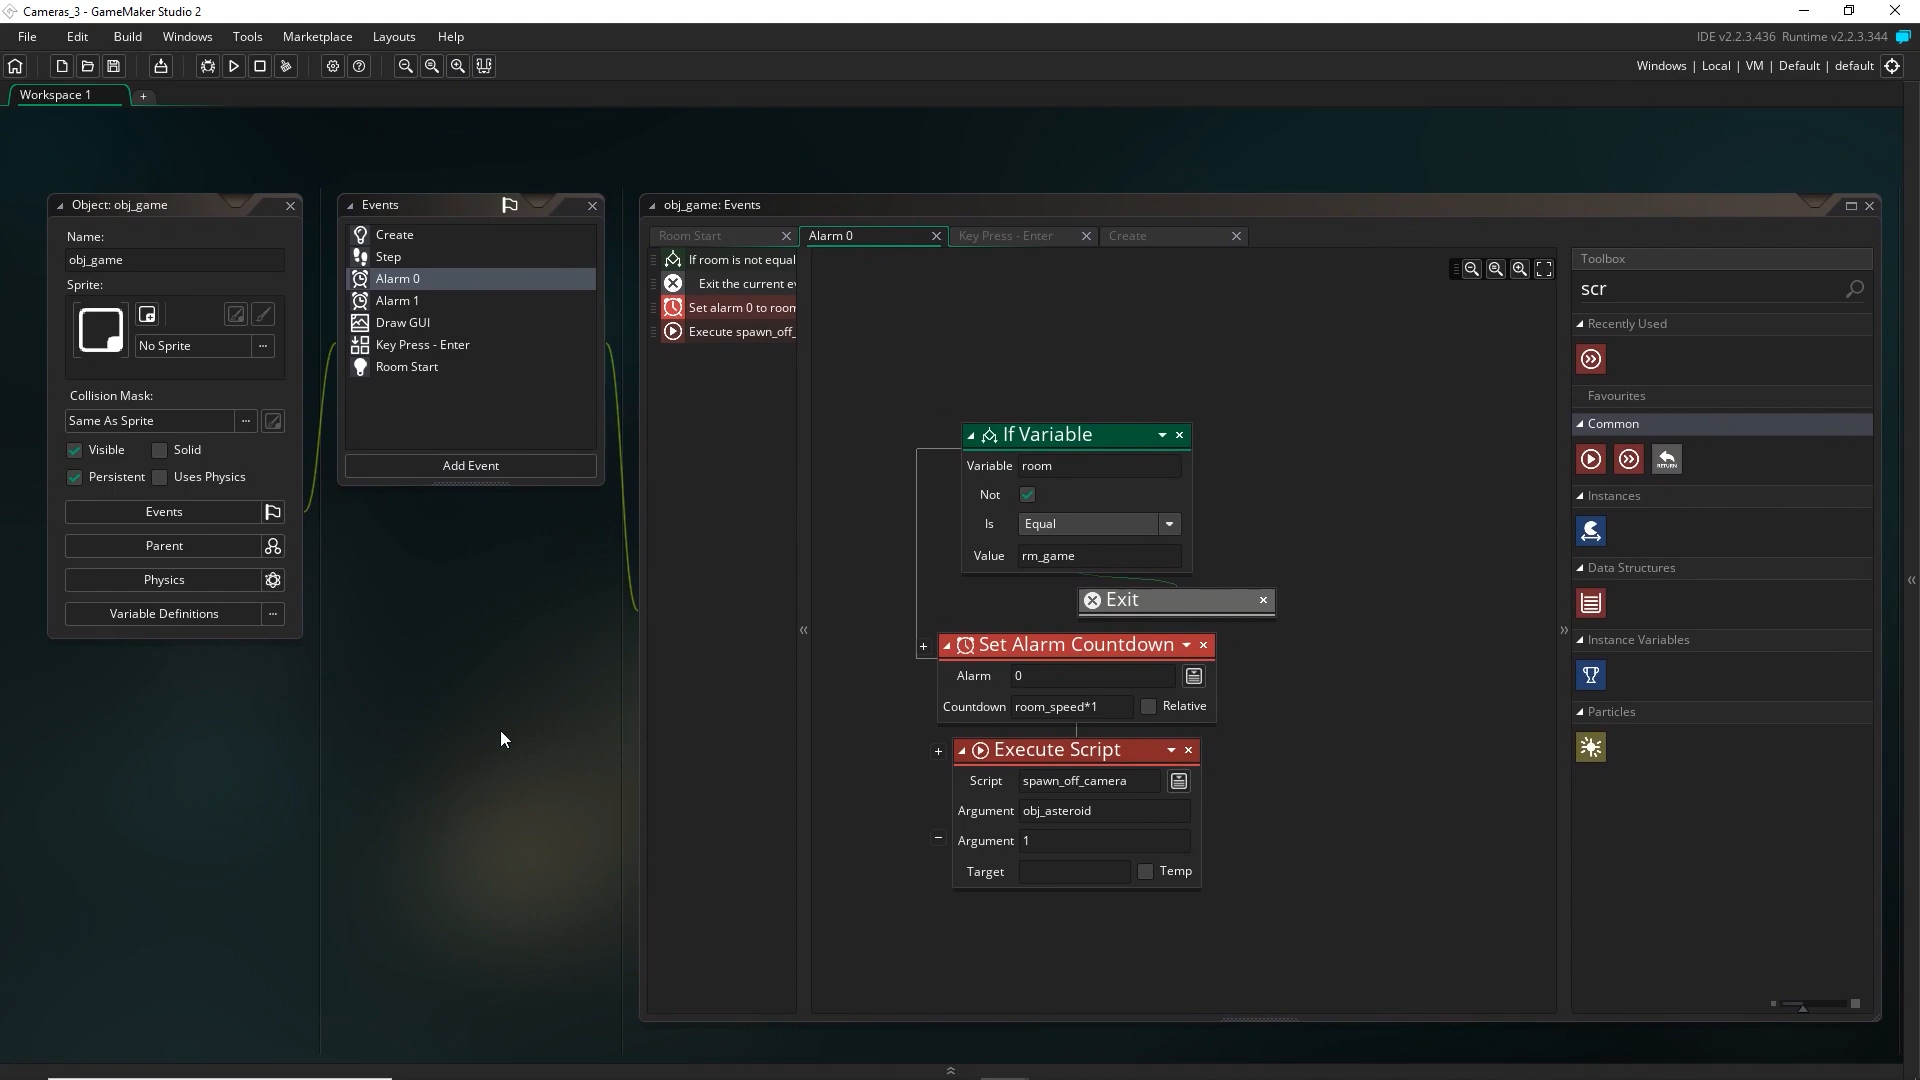 Cameras_3 - GameMaker Studio 2
File Edit Build Windows Tools Marketplace Layouts Help
IDE v2.2.3.436 Runtime v2.2.3.344
Windows | Local | VM | Default | default
Workspace 1
+
Object: obj_game
Name:
obj_game
Sprite:
No Sprite
...
Collision Mask:
Same As Sprite
...
Visible
Solid
Persistent
Uses Physics
Events
Parent
Physics
Variable Definitions
...
Events
Create
Step
Alarm 0
Alarm 1
Draw GUI
Key Press - Enter
Room Start
Add Event
obj_game: Events
Room Start
Alarm 0
Key Press - Enter
Create
If room is not equal
Exit the current ev
Set alarm 0 to room
Execute spawn_off_
If Variable
Variable room
Not
Is Equal
Value rm_game
Exit
Set Alarm Countdown
Alarm 0
Countdown room_speed*1 Relative
Execute Script
Script spawn_off_camera
Argument obj_asteroid
Argument 1
Target Temp
Toolbox
scr
Recently Used
Favourites
Common
RETURN
Instances
Data Structures
Instance Variables
Particles